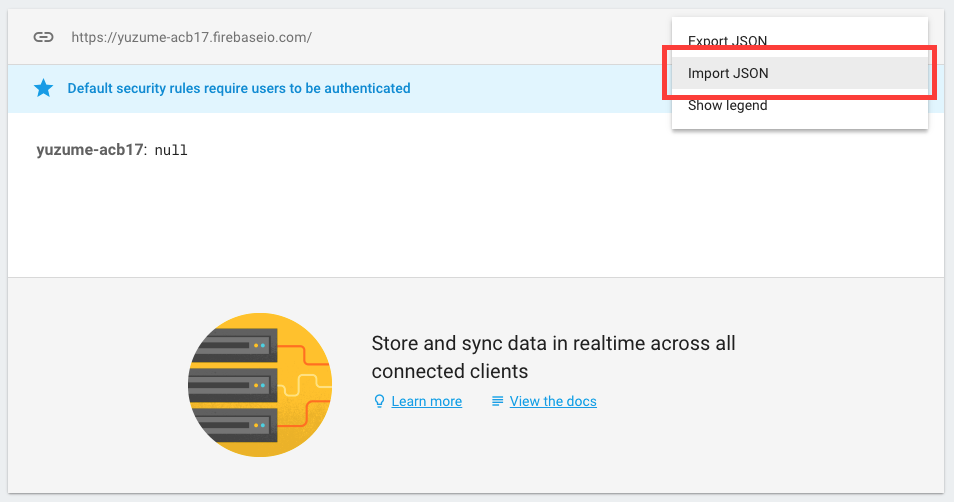 https://yuzume-acb17.firebaseio.com/
Export JSON
Import JSON
Show legend
Default security rules require users to be authenticated
yuzume-acb17: null
Store and sync data in realtime across all
connected clients
Learn more
View the docs